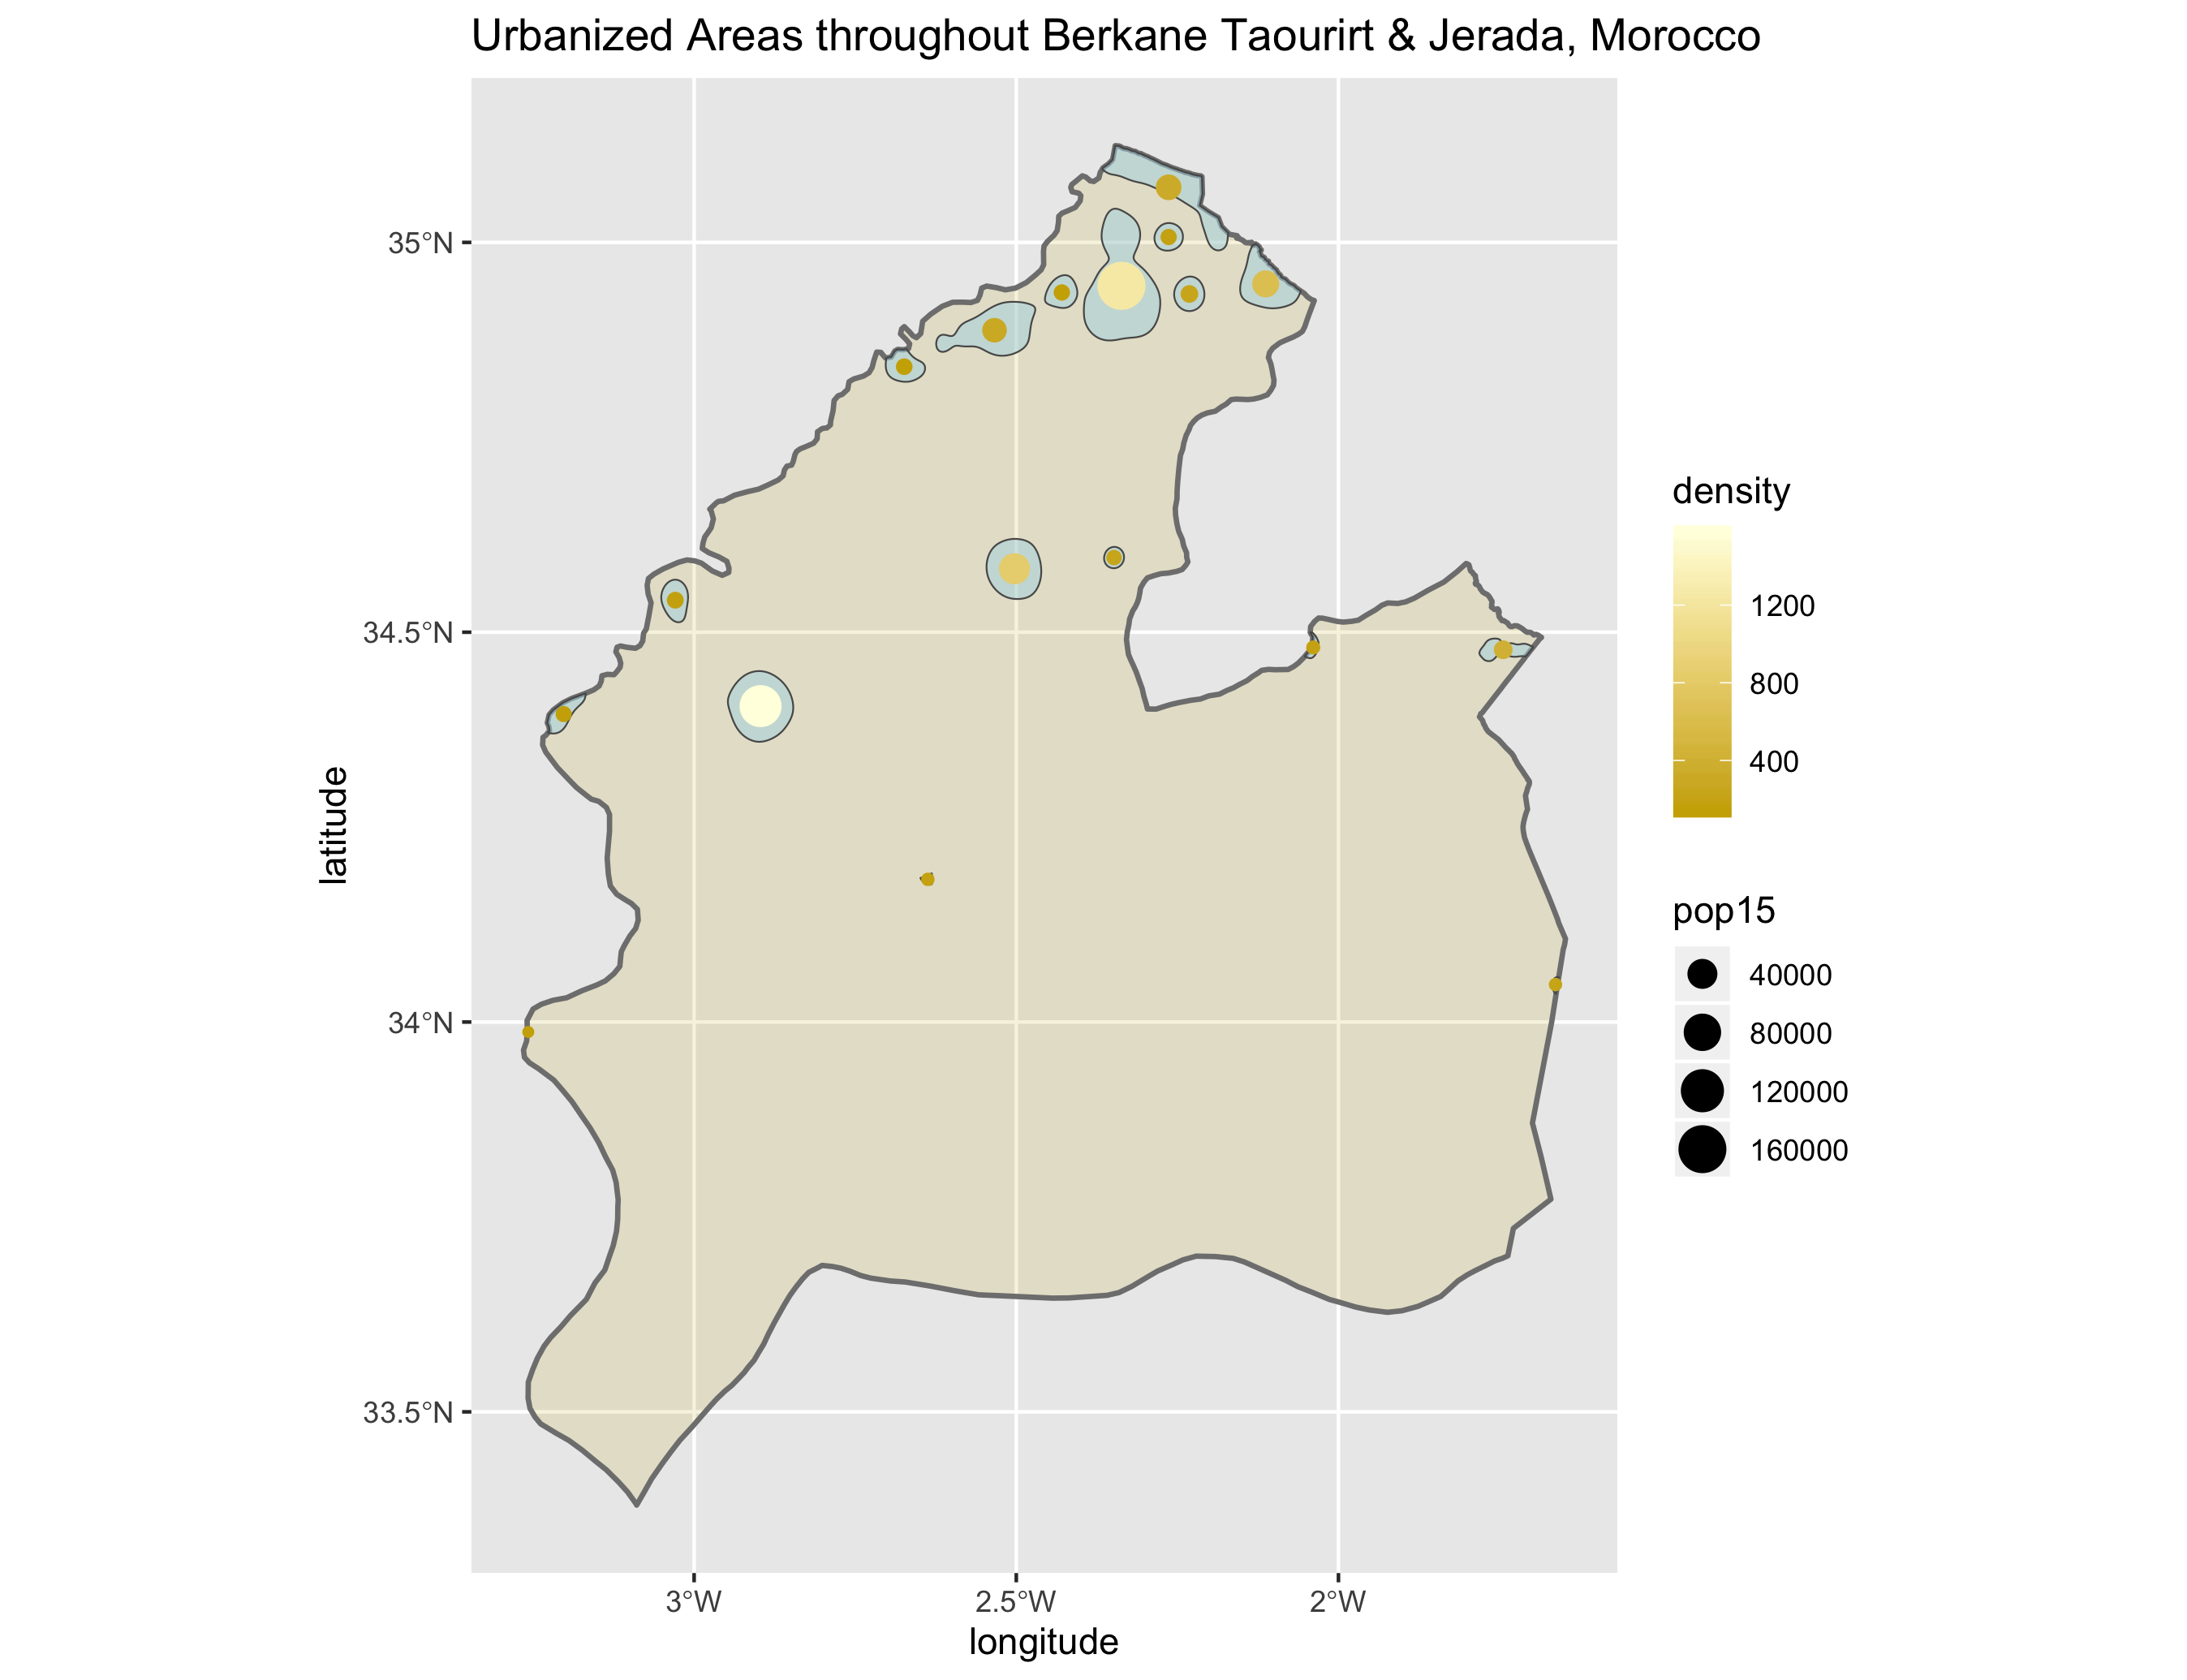 Urbanized Areas throughout Berkane Taourirt & Jerada, Morocco
35°N
34.5°N
34°N
33.5°N
latitude
3°W
2.5°W
2°W
longitude
density
1200
800
400
pop15
40000
80000
120000
160000